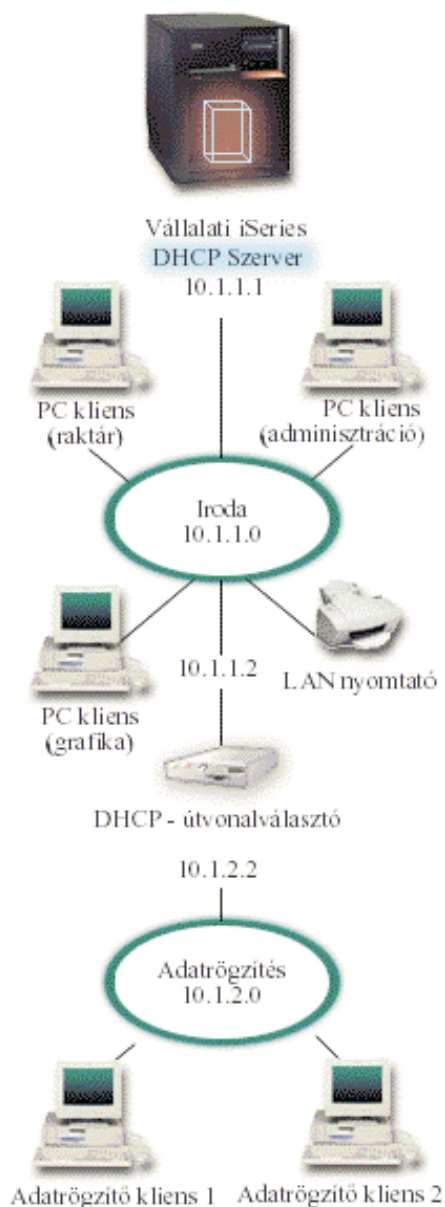 Vállalati iSeries
DHCP Szerver
10.1.1.1
PC kliens
(raktár)
PC kliens
(adminisztráció)
Iroda
10.1.1.0
PC kliens
(grafika)
10.1.1.2
LAN nyomtató
DHCP - útvonalválasztó
10.1.2.2
Adatrögzítés
10.1.2.0
Adatrögzítő kliens 1
Adatrögzítő kliens 2